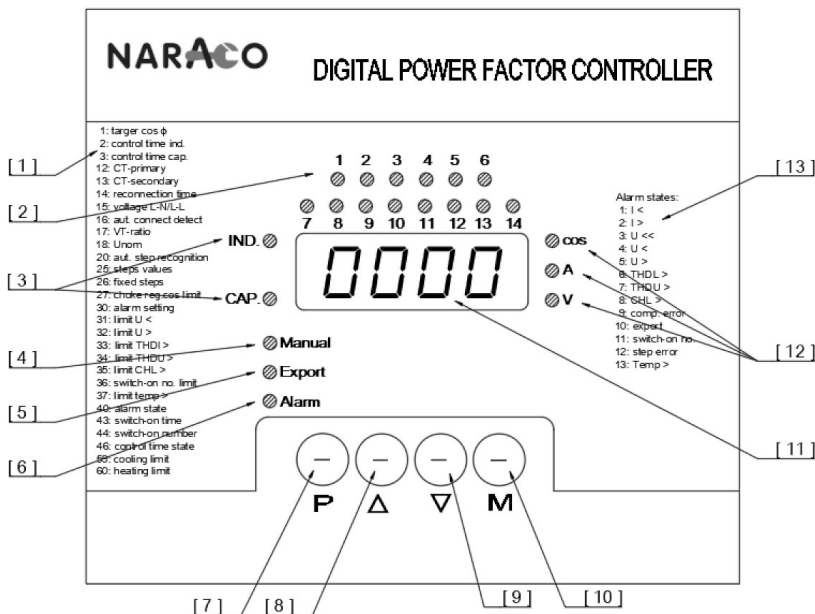 NARACO
DIGITAL POWER FACTOR CONTROLLER
1: targer cos ϕ
2: control time ind.
3: control time cap.
12: CT-primary
13: CT-secondary
14: reconnection time
15: voltage L-N/L-L
16: aut. connect detect
17: VT-ratio
18: Unom
20: aut. step recognition
25: steps values
26: fixed steps
27: choke reg.cos limit
30: alarm setting
31: limit U <
32: limit U >
33: limit THDI >
34: limit THDU >
35: limit CHL >
36: switch-on no. limit
37: limit temp >
40: alarm state
43: switch-on time
44: switch-on number
46: control time state
55: cooling limit
60: heating limit
1 2 3 4 5 6
7 8 9 10 11 12 13 14
IND.
CAP.
0000
cos
A
V
Manual
Export
Alarm
Alarm states:
1: I <
2: I >
3: U <<
4: U <
5: U >
6: THDL >
7: THDU >
8: CHL >
9: comp. error
10: export
11: switch-on no.
12: step error
13: Temp >
P △ ▽ M
[ 1 ]
[ 2 ]
[ 3 ]
[ 4 ]
[ 5 ]
[ 6 ]
[ 7 ] [ 8 ] [ 9 ] [ 10 ]
[ 11 ]
[ 12 ]
[ 13 ]